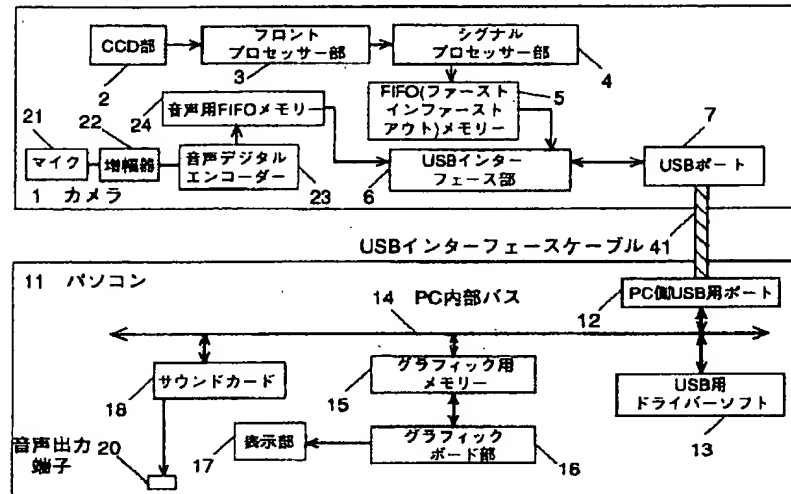 CCD部
2
フロント
プロセッサー部
3
シグナル
プロセッサー部
4
24
音声用FIFOメモリー
FIFO(ファースト
インファースト
アウト)メモリー
5
7
21
マイク
22
増幅器
音声デジタル
エンコーダー
23
USBインター
フェース部
6
USBポート
1 カメラ
USBインターフェースケーブル 41
11 パソコン
14 PC内部バス
PC側USB用ポート
12
サウンドカード
18
グラフィック用
メモリー
15
USB用
ドライバーソフト
13
音声出力
端子
20
表示部
17
グラフィック
ボード部
16